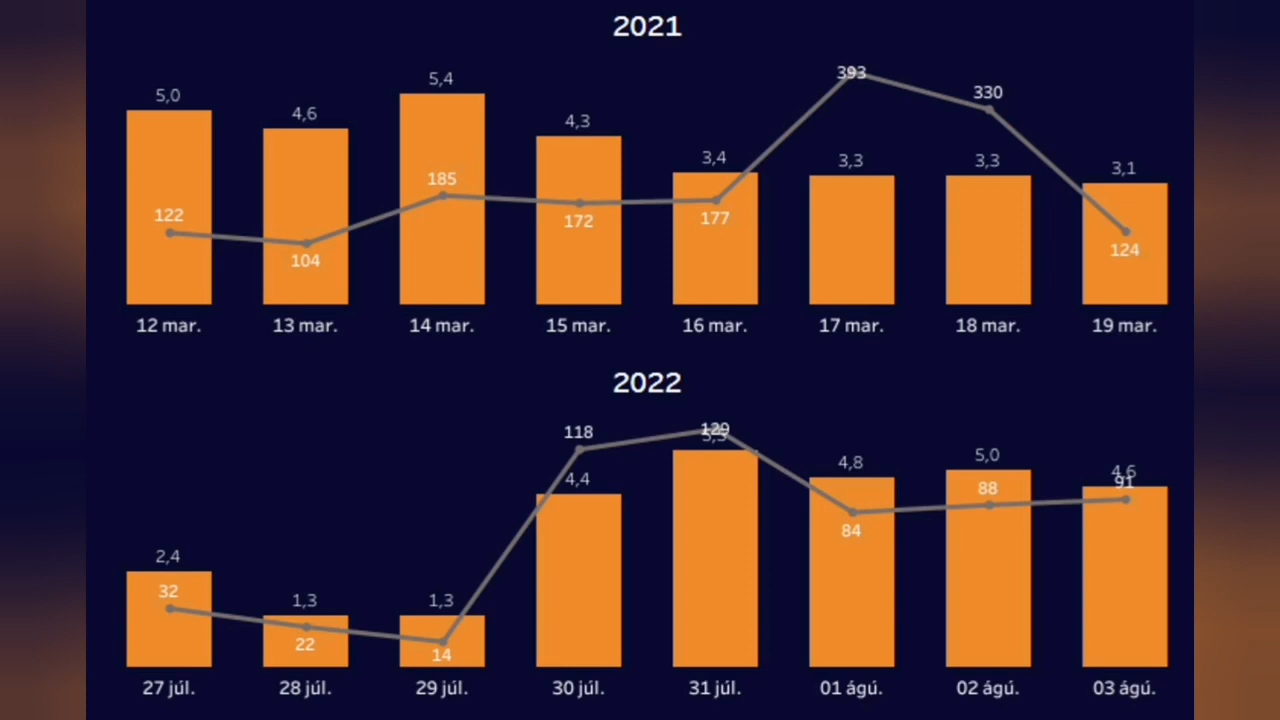 2021
5,0 4,6 5,4 4,3 3,4 3,3 3,3 3,1
122 104 185 172 177 393 330 124
12 mar. 13 mar. 14 mar. 15 mar. 16 mar. 17 mar. 18 mar. 19 mar.
2022
2,4 1,3 1,3 4,4 4,8 5,0 4,6
32 22 14 118 129 84 88 91
27 júl. 28 júl. 29 júl. 30 júl. 31 júl. 01 ágú. 02 ágú. 03 ágú.